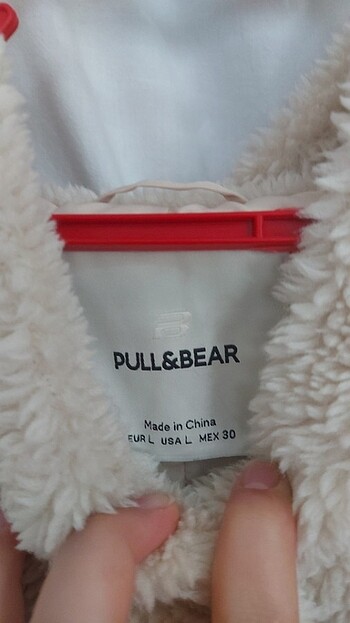 PULL&BEAR
Made in China
EUR L USA L MEX 30